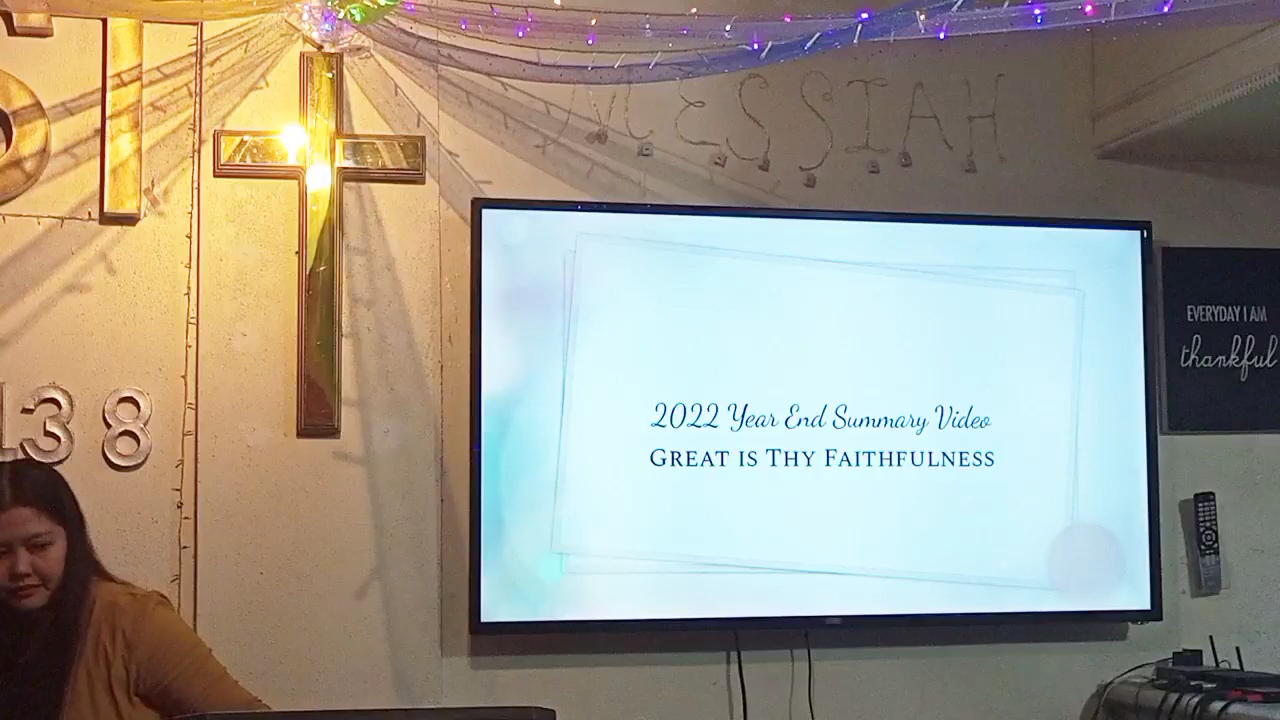 MESSIAH
2022 Year End Summary Video
GREAT IS THY FAITHFULNESS
EVERYDAY I AM
thankful
138